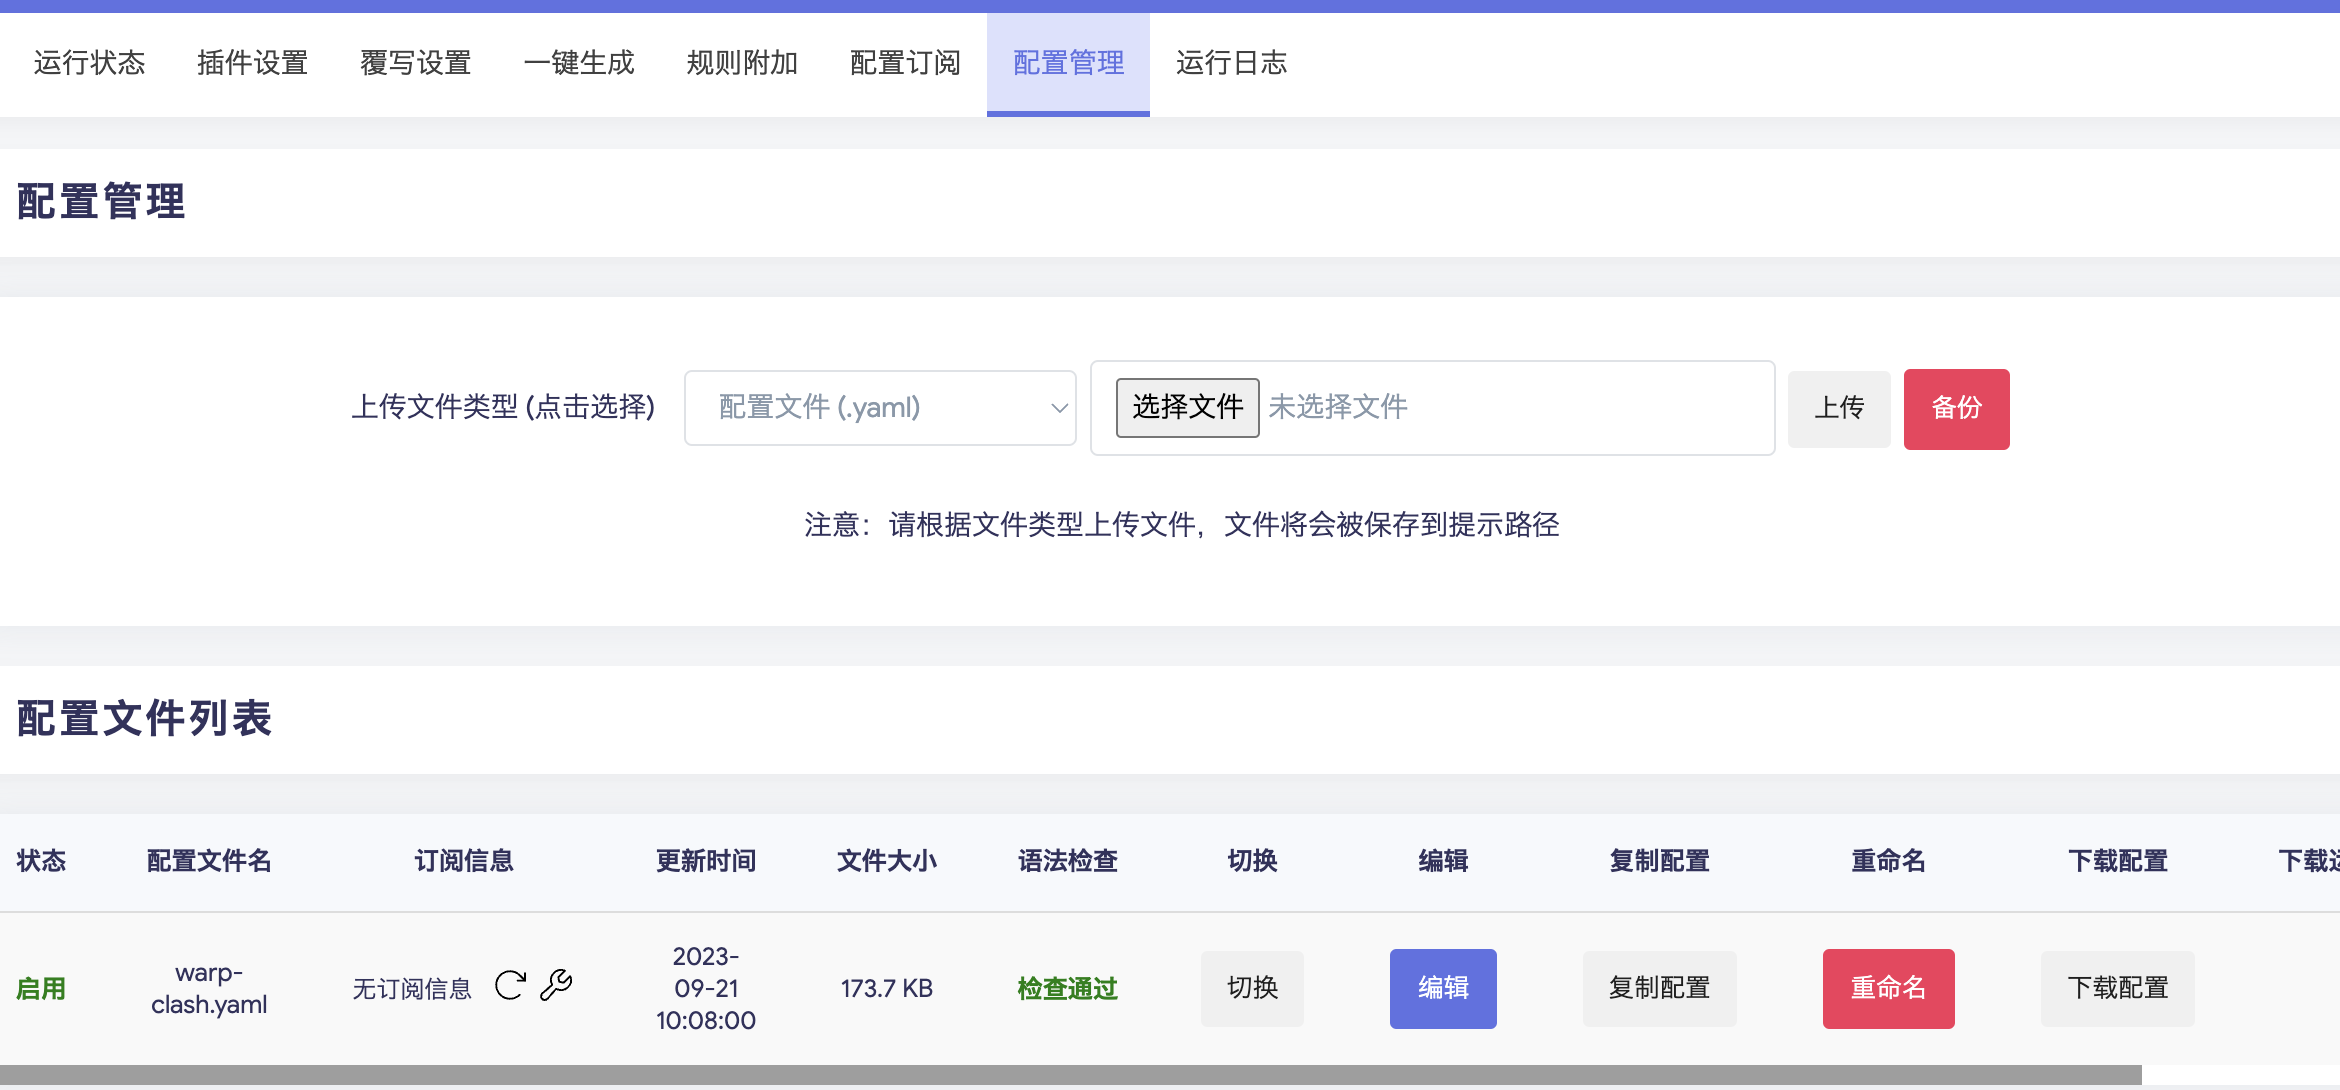 运行状态 插件设置 覆写设置 一键生成 规则附加 配置订阅 配置管理 运行日志
配置管理
上传文件类型 (点击选择) 配置文件 (.yaml) 选择文件 未选择文件 上传 备份
注意：请根据文件类型上传文件，文件将会被保存到提示路径
配置文件列表
状态 配置文件名 订阅信息 更新时间 文件大小 语法检查 切换 编辑 复制配置 重命名 下载配置 下载
启用 warp-
clash.yaml 无订阅信息 2023-
09-21
10:08:00 173.7 KB 检查通过 切换 编辑 复制配置 重命名 下载配置